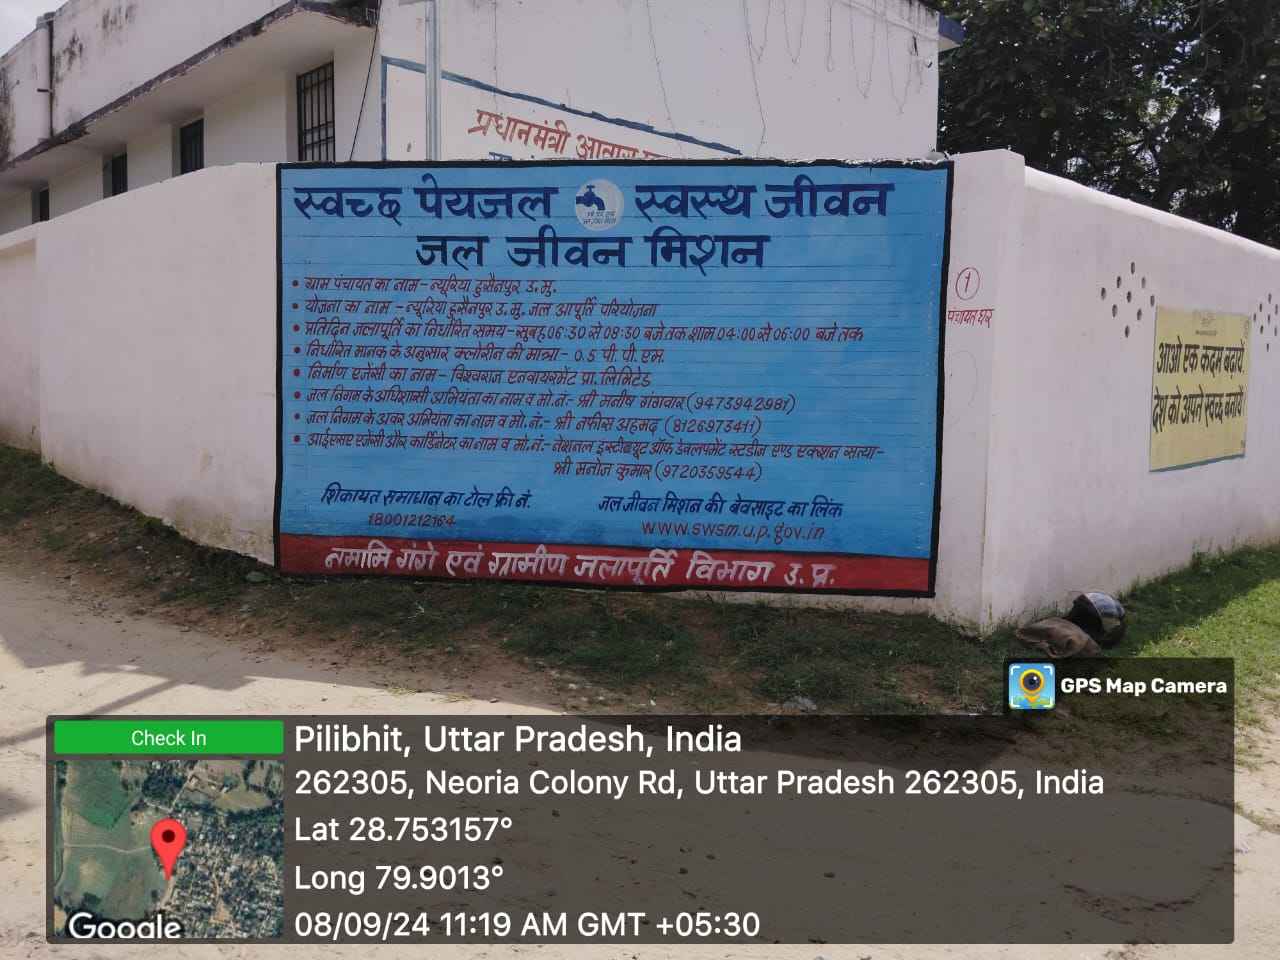 प्रधानमंत्री आवास
स्वच्छ पेयजल स्वस्थ जीवन
जल जीवन मिशन
• ग्राम पंचायत का नाम - न्यूरिया हुसैनपुर उ.मु.
• योजना का नाम - न्यूरिया हुसैनपुर उ.मु. जल आपूर्ति परियोजना
• प्रतिदिन जलापूर्ति का निर्धारित समय - सुबह 06:30 से 08:30 बजे तक शाम 04:00 से 06:00 बजे तक
• निर्धारित मानक के अनुसार क्लोरीन की मात्रा - 0.5 पी. पी. एम.
• निर्माण एजेंसी का नाम - विश्वराज एनवायरमेंट प्रा. लिमिटेड
• जल निगम के अधिशासी अभियंता का नाम व मो.नं:- श्री मनीष गंगवार (9473942981)
• जल निगम के अवर अभियंता का नाम व मो. नं:- श्री नफीस अहमद (8126973411)
• आईएसए एजेंसी और कार्डिनेटर का नाम व मो.नं:- नेशनल इंस्टीट्यूट ऑफ डेवलपमेंट स्टडीज एण्ड एक्शन सत्या-
श्री मनोज कुमार (9720359544)
शिकायत समाधान का टोल फ्री नं.
18001212164
जल जीवन मिशन की बेवसाइट का लिंक
www.swsm.u.p.gov.in
नमामि गंगे एवं ग्रामीण जलापूर्ति विभाग उ.प्र.
1
पंचायत घर
आओ एक कदम बढ़ायें
देश को अपने स्वच्छ बनायें
GPS Map Camera
Check In
Google
Pilibhit, Uttar Pradesh, India
262305, Neoria Colony Rd, Uttar Pradesh 262305, India
Lat 28.753157°
Long 79.9013°
08/09/24 11:19 AM GMT +05:30